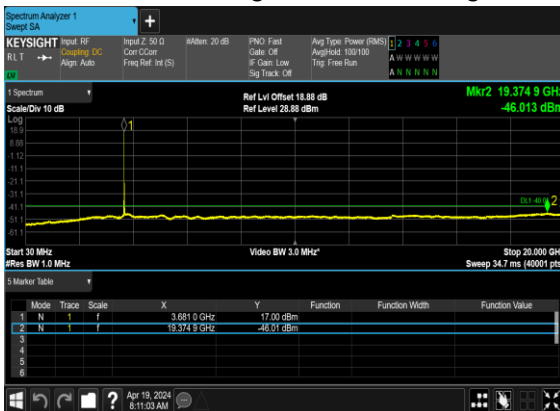 Spectrum Analyzer 1
Swept SA
KEYSIGHT Input: RF Input Z: 50 Ω #Atten: 20 dB PNO: Fast Avg Type: Power (RMS) 1 2 3 4 5 6
RLT Coupling: DC Corr CCorr Gate: Off Avg|Hold: 100/100 A W W W W W
Align: Auto Freq Ref: Int (S) IF Gain: Low Trig: Free Run
Sig Track: Off A N N N N N
1 Spectrum Ref Lvl Offset 18.88 dB Mkr2 19.374 9 GHz
Scale/Div 10 dB Ref Level 28.88 dBm -46.013 dBm
Log
18.9
8.88
-1.12
-11.1
-21.1
-31.1
-41.1
-51.1
-61.1
1
2
Start 30 MHz Video BW 3.0 MHz* Stop 20.000 GH
#Res BW 1.0 MHz Sweep 34.7 ms (40001 pts
5 Marker Table
Mode Trace Scale X Y Function Function Width Function Value
1 N 1 f 3.681 0 GHz 17.00 dBm
2 N 1 f 19.374 9 GHz -46.01 dBm
3
4
5
6
?
Apr 19, 2024
8:11:03 AM